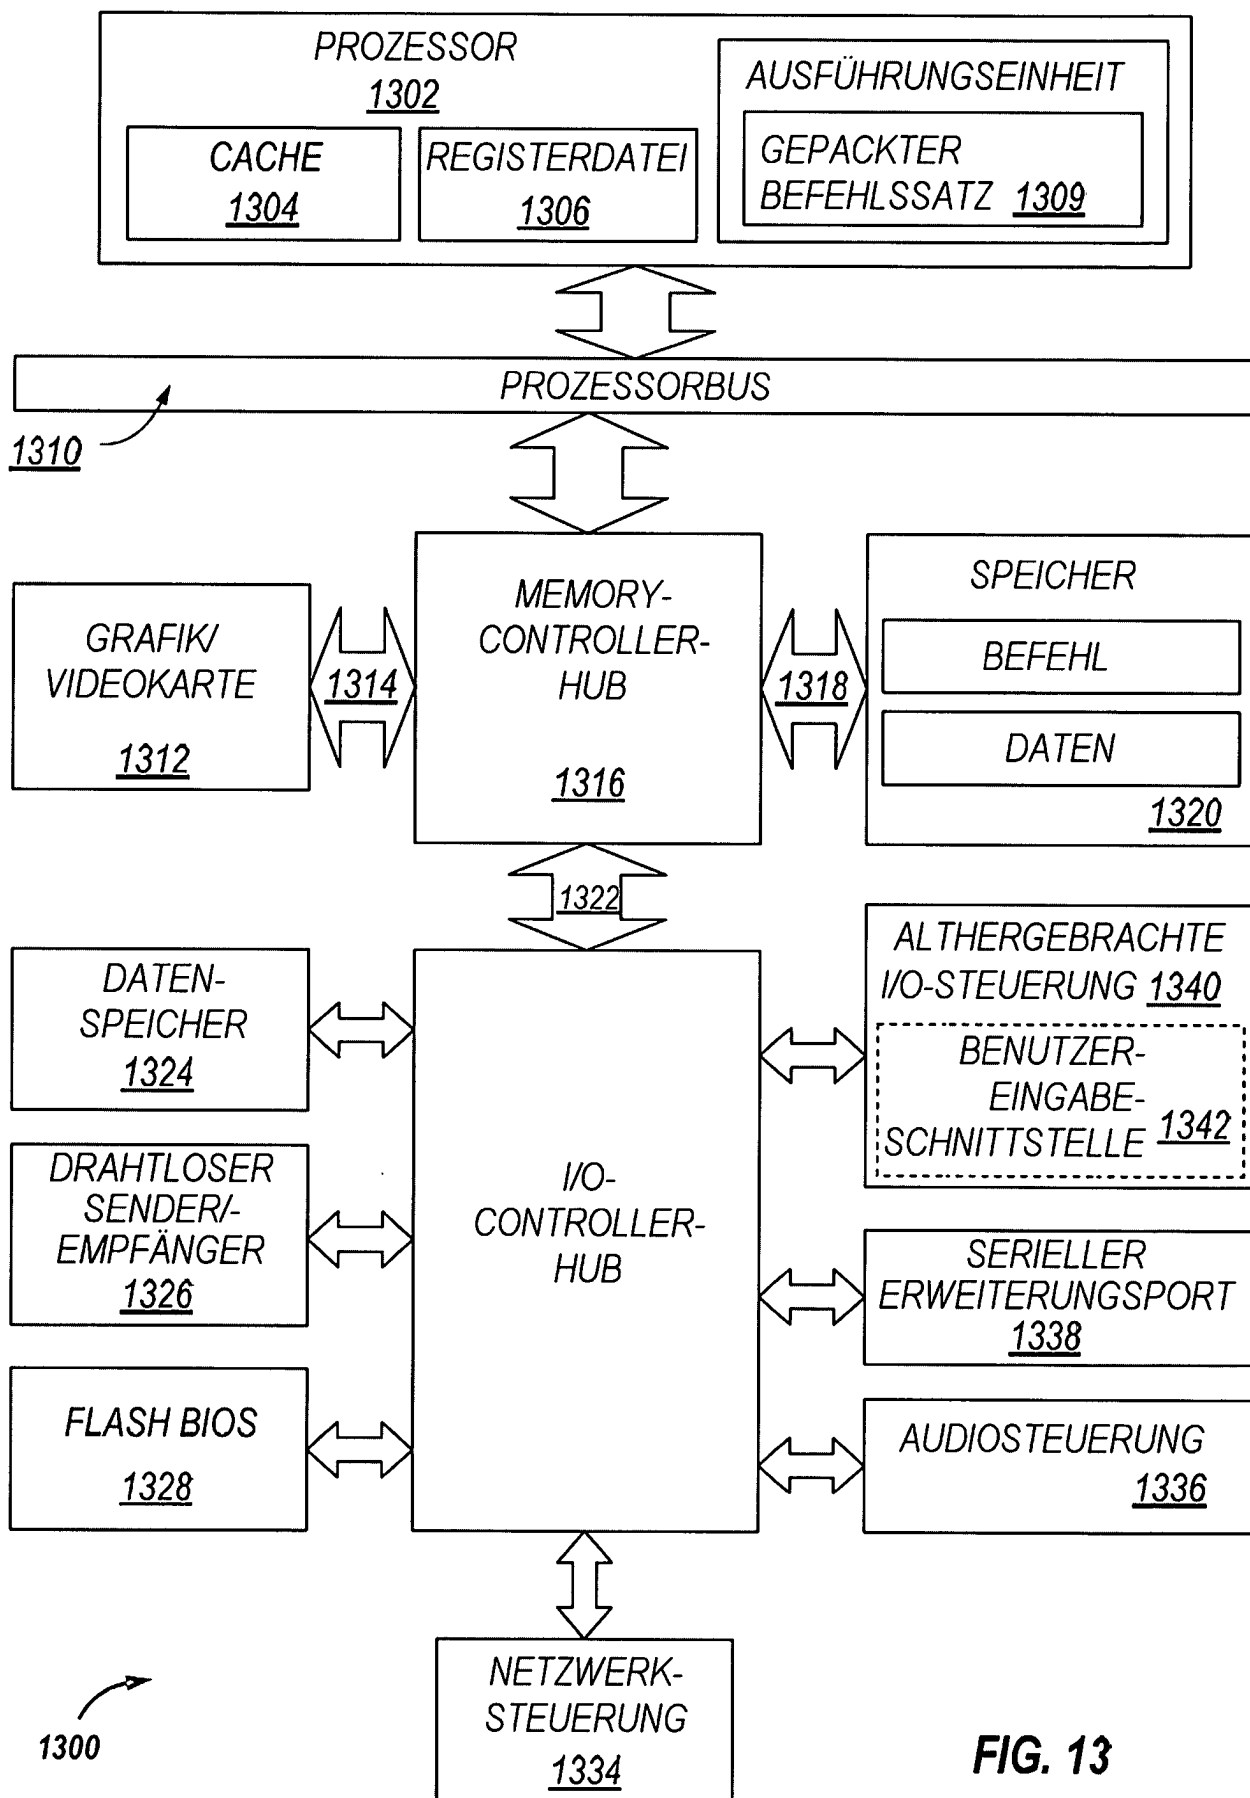 PROZESSOR
1302
CACHE
1304
REGISTERDATEI
1306
AUSFÜHRUNGSEINHEIT
GEPACKTER
BEFEHLSSATZ 1309
PROZESSORBUS
1310
GRAFIK/
VIDEOKARTE
1312
1314
MEMORY-
CONTROLLER-
HUB
1316
1318
SPEICHER
BEFEHL
DATEN
1320
1322
DATEN-
SPEICHER
1324
DRAHTLOSER
SENDER/-
EMPFÄNGER
1326
FLASH BIOS
1328
I/O-
CONTROLLER-
HUB
ALTHERGEBRACHTE
I/O-STEUERUNG 1340
BENUTZER-
EINGABE-
SCHNITTSTELLE 1342
SERIELLER
ERWEITERUNGSPORT
1338
AUDIOSTEUERUNG
1336
NETZWERK-
STEUERUNG
1334
1300
FIG. 13